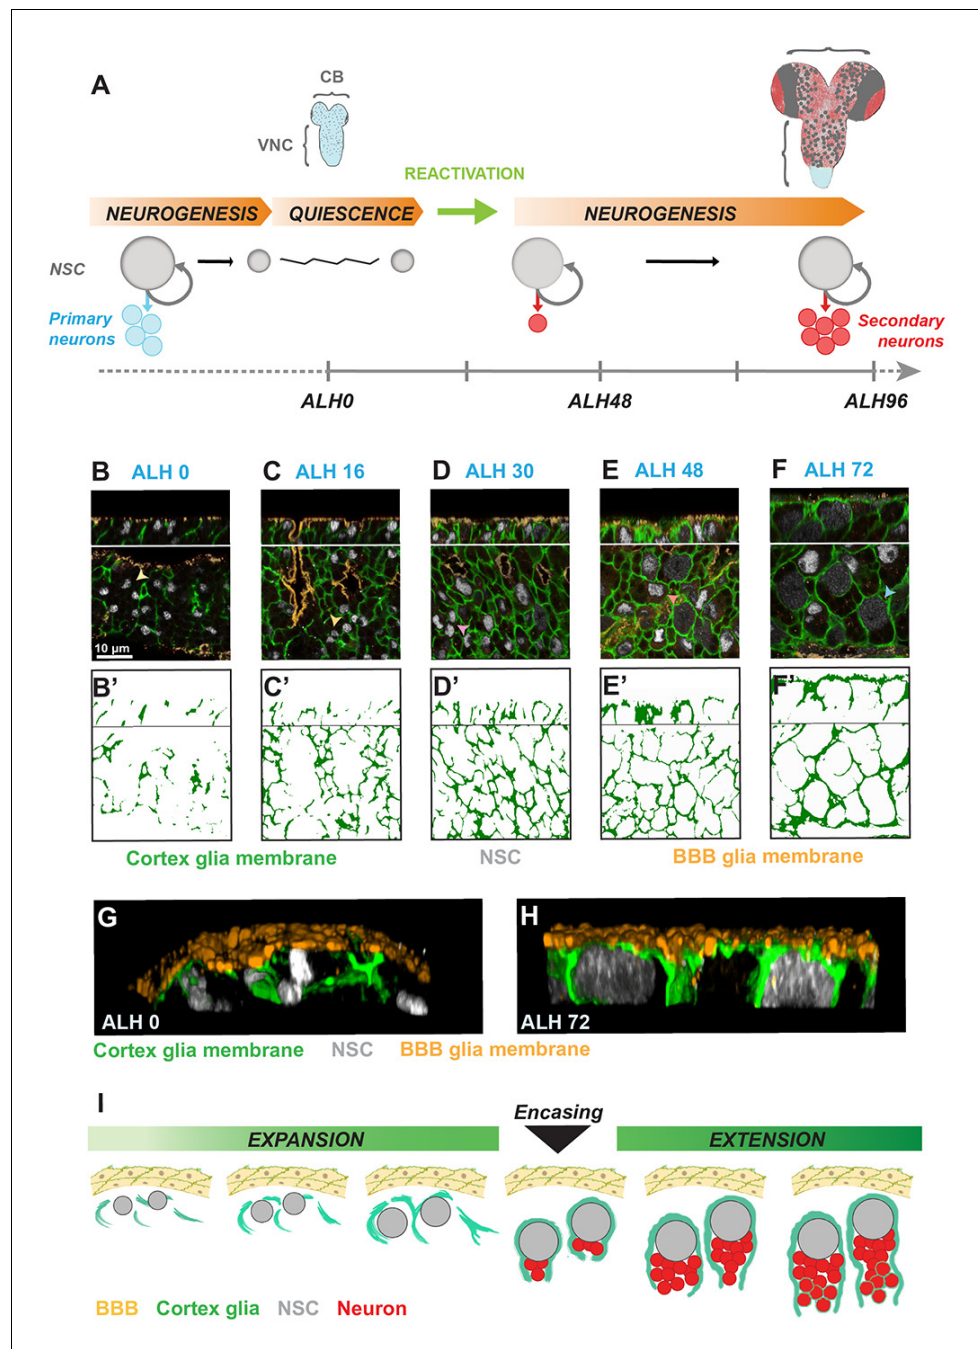 A
CB
VNC
REACTIVATION
NEUROGENESIS QUIESCENCE NEUROGENESIS
NSC
Primary
neurons
Secondary
neurons
ALH0 ALH48 ALH96
B ALH 0 C ALH 16 D ALH 30 E ALH 48 F ALH 72
10 µm
B' C' D' E' F'
Cortex glia membrane NSC BBB glia membrane
G H
ALH 0 ALH 72
Cortex glia membrane NSC BBB glia membrane
I
Encasing
EXPANSION EXTENSION
BBB Cortex glia NSC Neuron